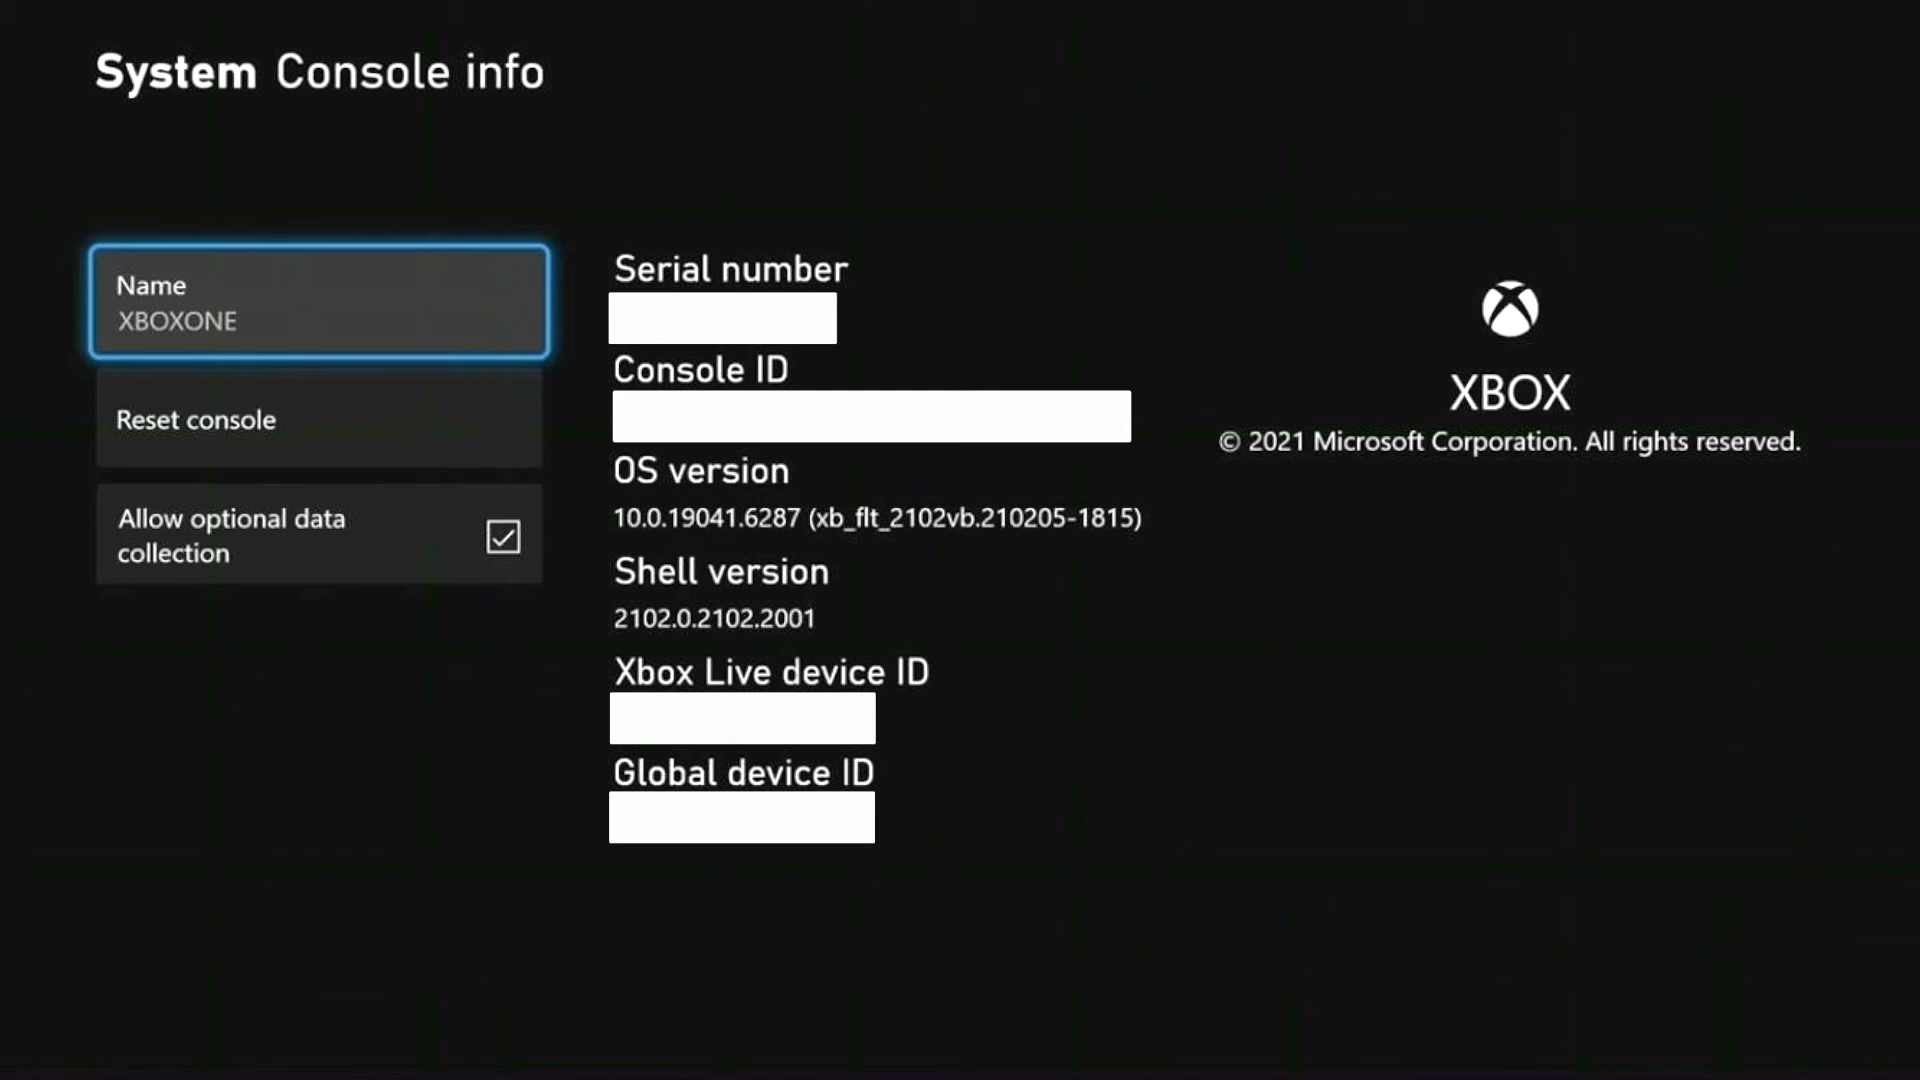 System Console info
Name
XBOXONE
Reset console
Allow optional data
collection
Serial number
Console ID
OS version
10.0.19041.6287 (xb_flt_2102vb.210205-1815)
Shell version
2102.0.2102.2001
Xbox Live device ID
Global device ID
XBOX
© 2021 Microsoft Corporation. All rights reserved.